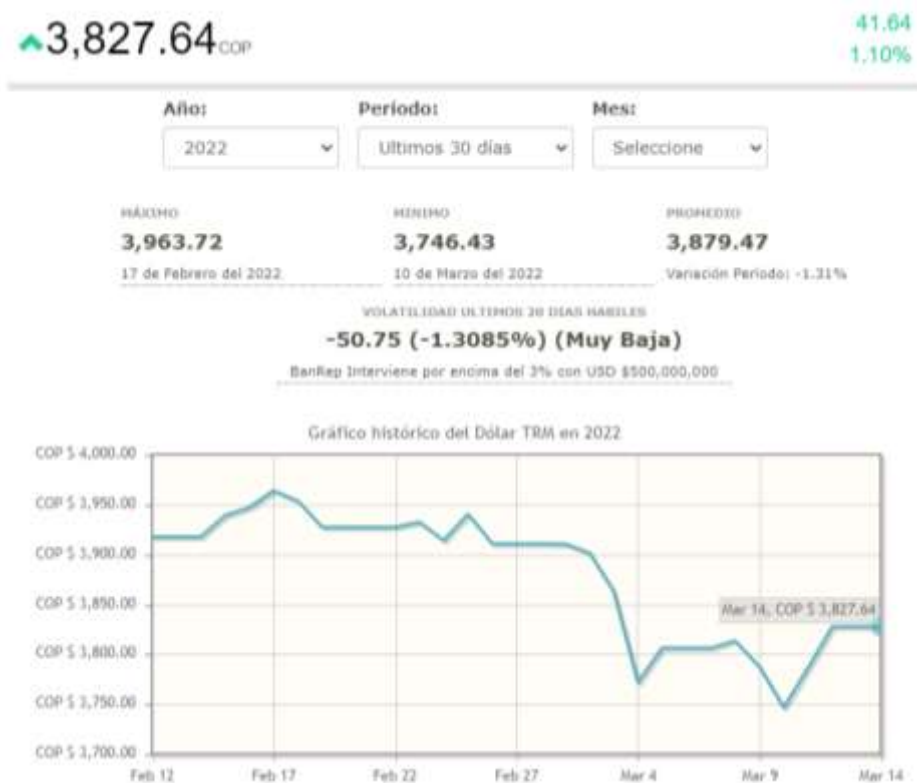 3,827.64 COP
41.64
1.10%
Año: Período: Mes:
2022 Ultimos 30 días Seleccione
MÁXIMO MINIMO PROMEDIO
3,963.72 3,746.43 3,879.47
17 de Febrero del 2022 10 de Marzo del 2022 Variación Periodo: -1.31%
VOLATILIDAD ULTIMOS 20 DIAS HABILES
-50.75 (-1.3085%) (Muy Baja)
BanRep Interviene por encima del 3% con USD $500,000,000
Gráfico histórico del Dólar TRM en 2022
COP $ 4,000.00
COP $ 3,950.00
COP $ 3,900.00
COP $ 3,850.00
Mar 14, COP $ 3,827.64
COP $ 3,800.00
COP $ 3,750.00
COP $ 3,700.00
Feb 12 Feb 17 Feb 22 Feb 27 Mar 4 Mar 9 Mar 14